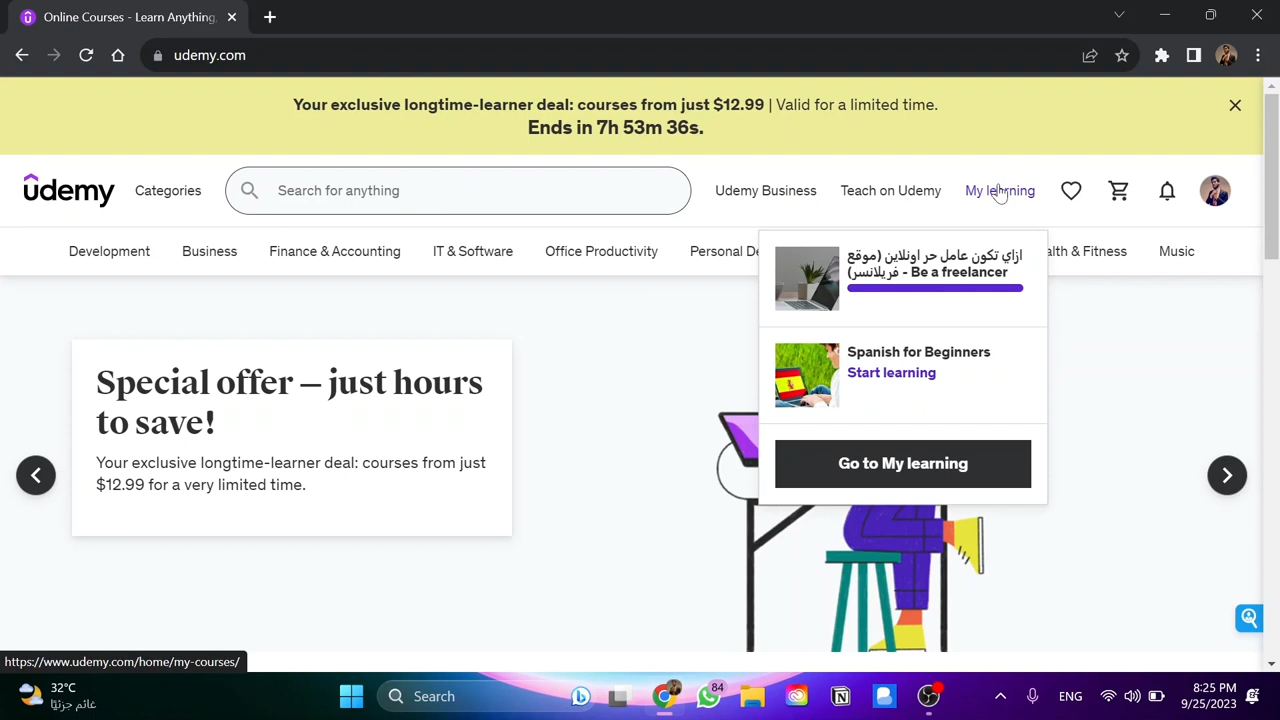 Online Courses - Learn Anything,
udemy.com
Your exclusive longtime-learner deal: courses from just $12.99 | Valid for a limited time.
Ends in 7h 53m 36s.
udemy
Categories
Search for anything
Udemy Business
Teach on Udemy
My learning
Development
Business
Finance & Accounting
IT & Software
Office Productivity
Personal De
alth & Fitness
Music
ازاي تكون عامل حر اونلاين (موقع
فريلانسر) - Be a freelancer
Spanish for Beginners
Start learning
Go to My learning
Special offer – just hours
to save!
Your exclusive longtime-learner deal: courses from just
$12.99 for a very limited time.
https://www.udemy.com/home/my-courses/
32°C
غائم جزئيًا
Search
84
ENG
8:25 PM
9/25/2023